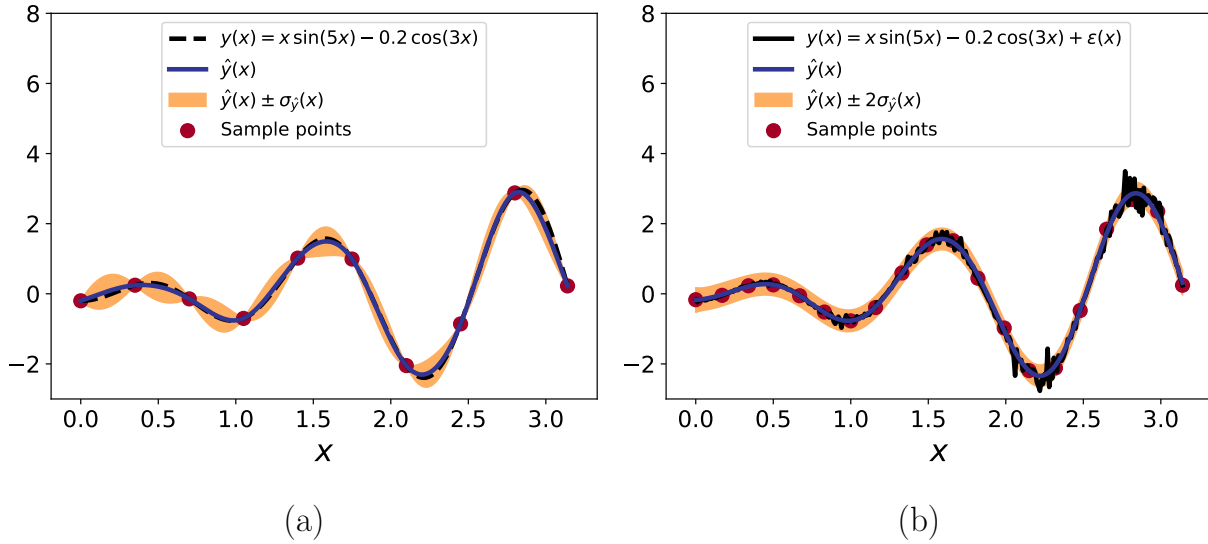 8
6
4
2
0
−2
y(x) = x sin(5x) − 0.2 cos(3x)
ŷ(x)
ŷ(x) ± σ_ŷ(x)
Sample points
0.0 0.5 1.0 1.5 2.0 2.5 3.0
x
(a)
8
6
4
2
0
−2
y(x) = x sin(5x) − 0.2 cos(3x) + ε(x)
ŷ(x)
ŷ(x) ± 2σ_ŷ(x)
Sample points
0.0 0.5 1.0 1.5 2.0 2.5 3.0
x
(b)